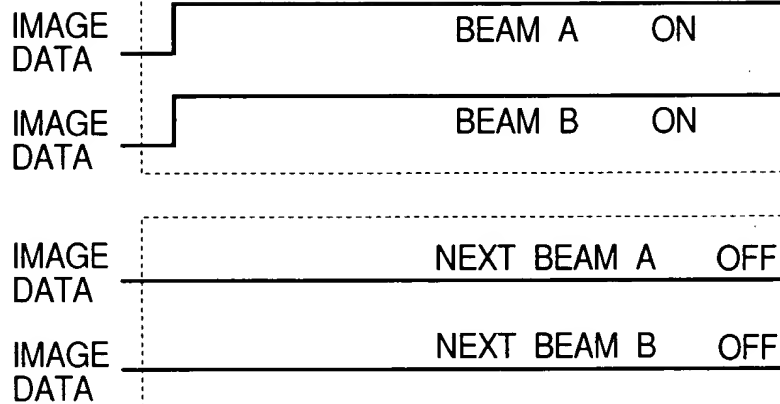 IMAGE
DATA
BEAM A ON
IMAGE
DATA
BEAM B ON
IMAGE
DATA
NEXT BEAM A OFF
IMAGE
DATA
NEXT BEAM B OFF